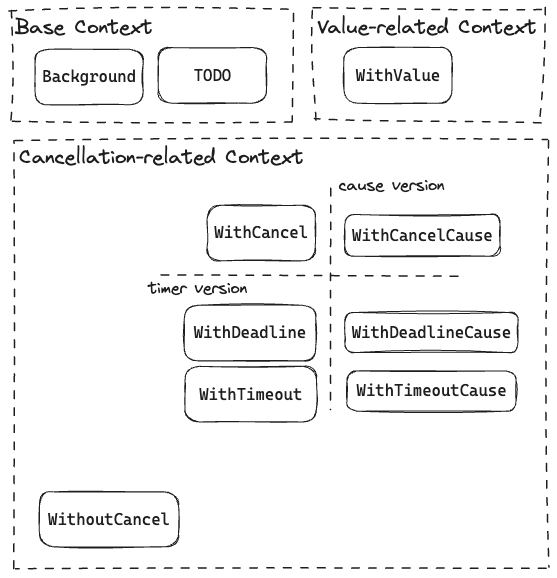 Base Context
Background
TODO
Value-related Context
WithValue
Cancellation-related Context
cause version
WithCancel
WithCancelCause
timer version
WithDeadline
WithDeadlineCause
WithTimeout
WithTimeoutCause
WithoutCancel